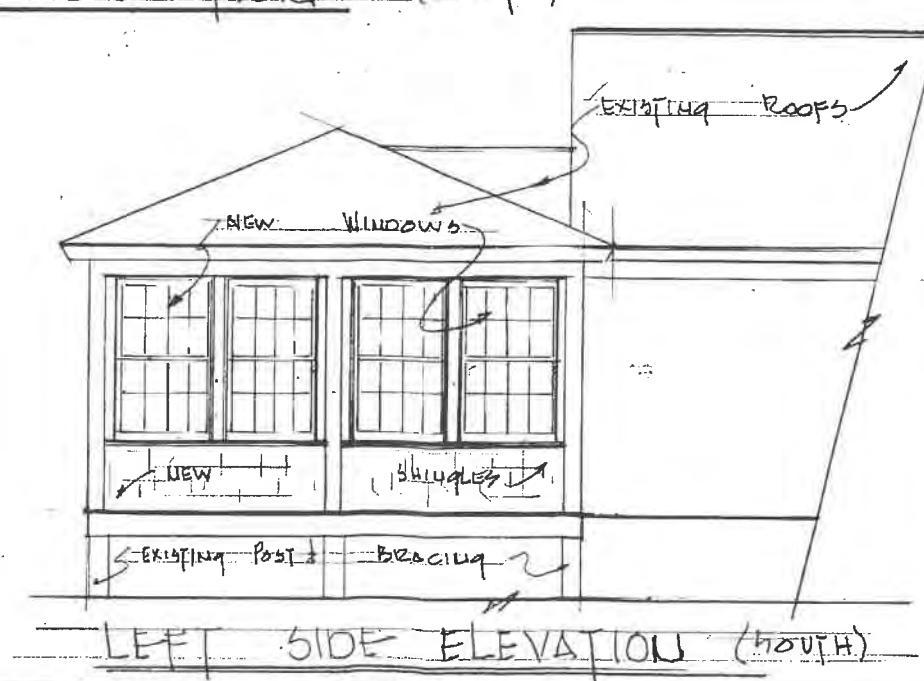 EXISTING ROOFS
NEW WINDOWS
NEW SHINGLES
EXISTING POST & BRACING
LEFT SIDE ELEVATION (SOUTH)